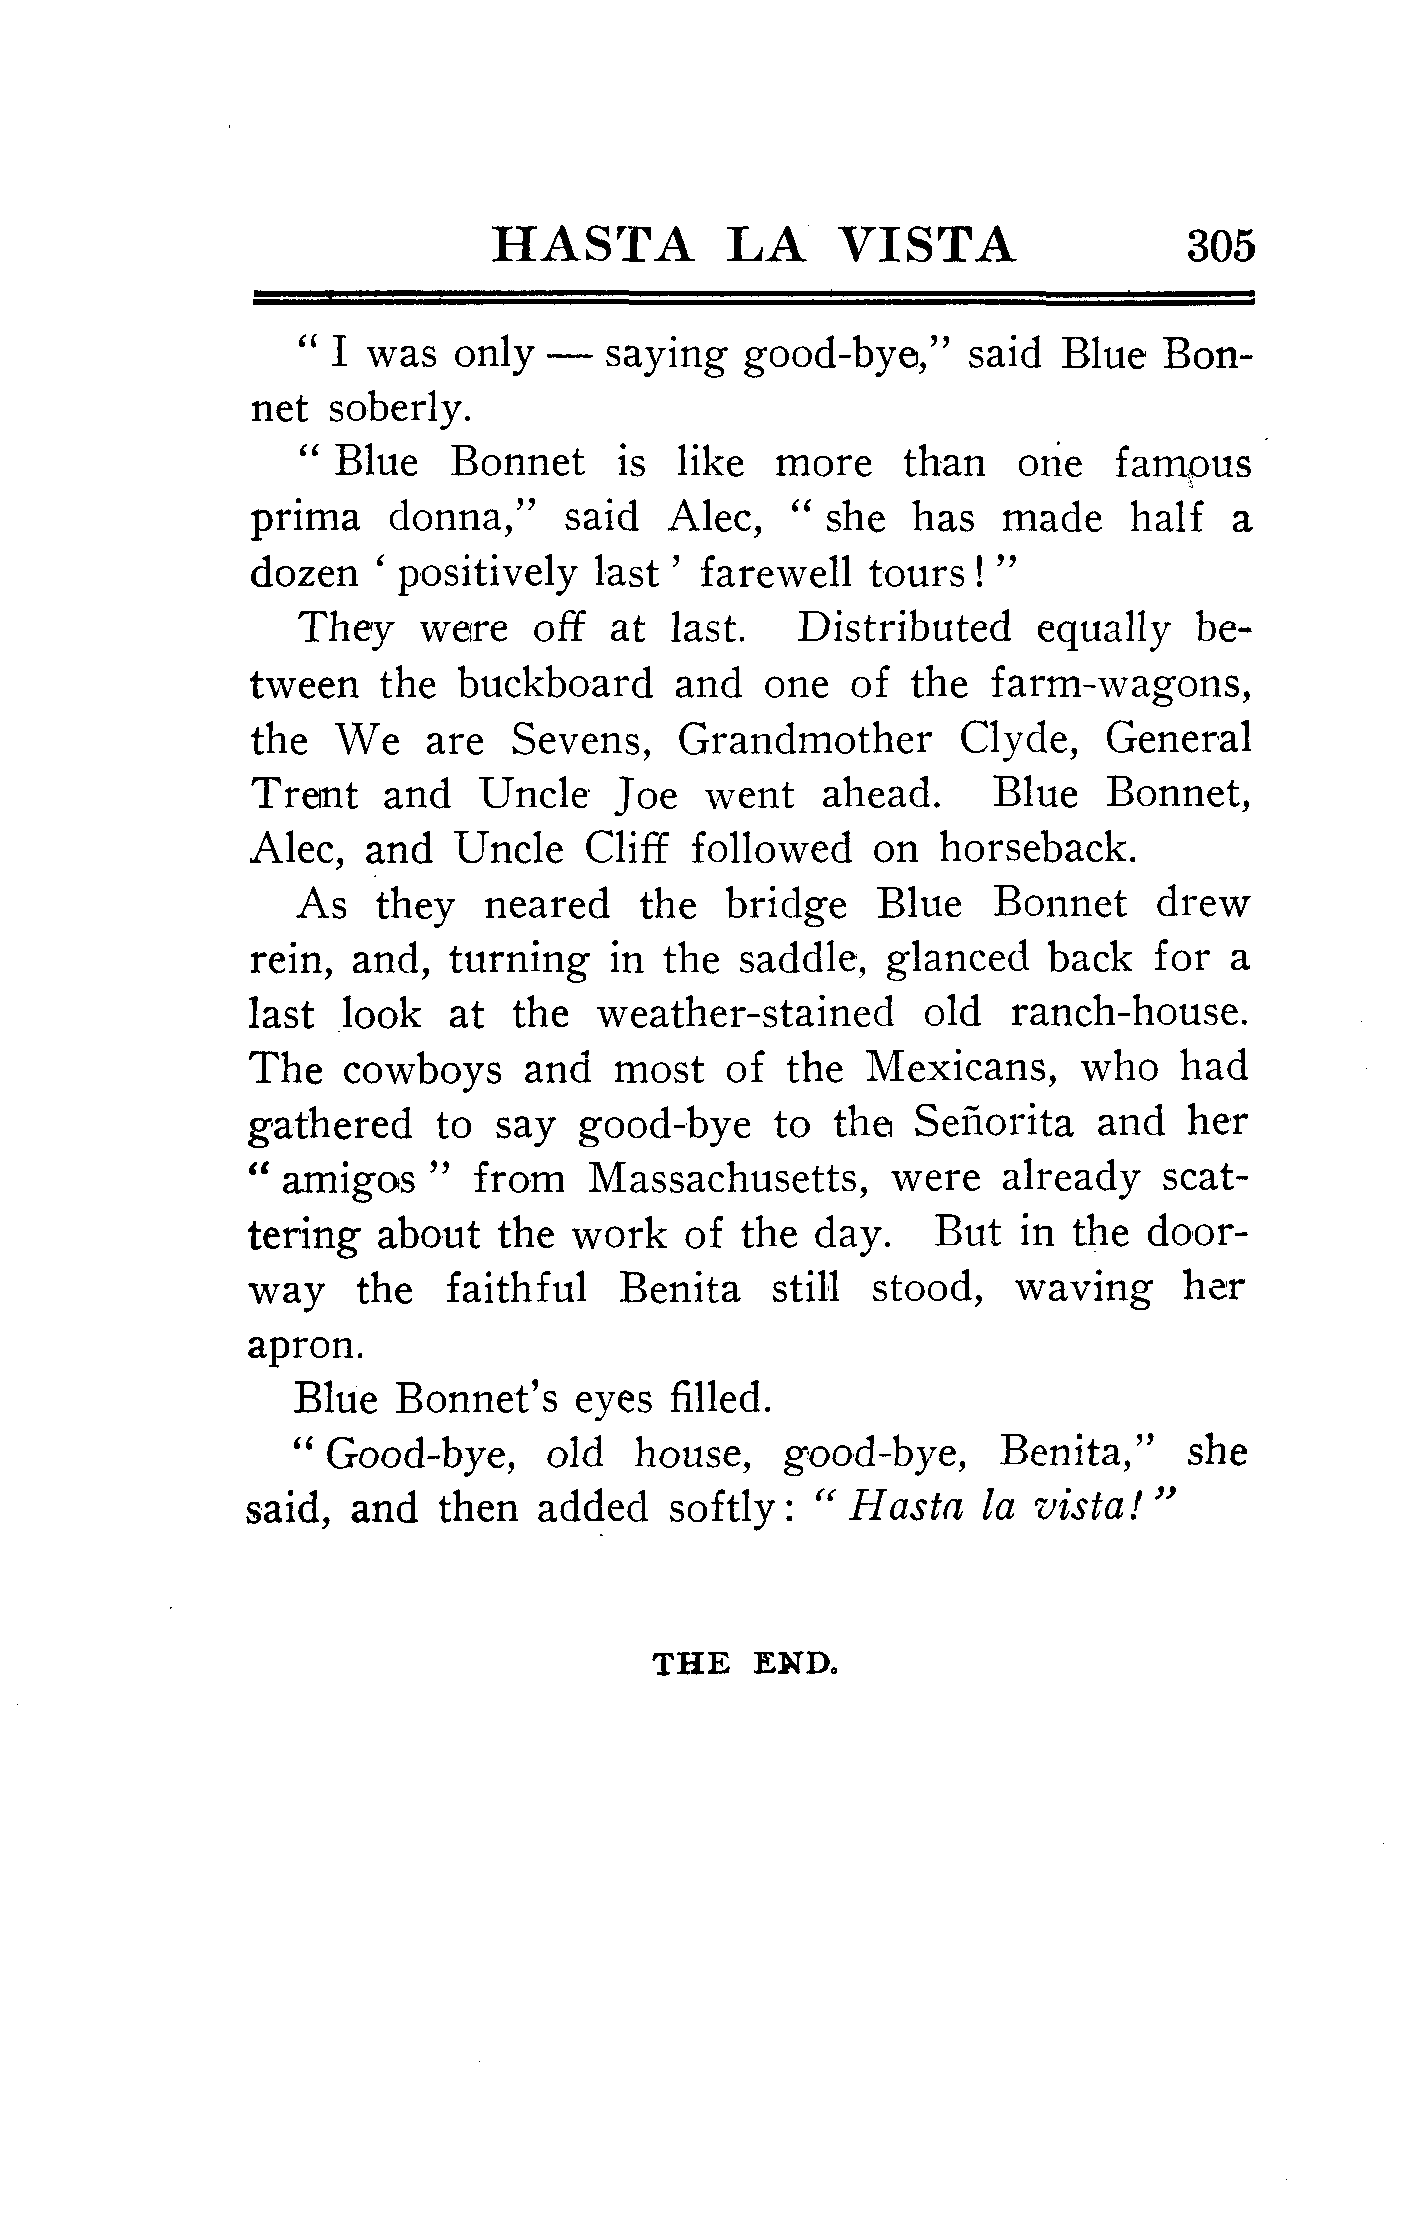 HASTA LA VISTA 305
“ I was only — saying good-bye,” said Blue Bon-
net soberly.
“ Blue Bonnet is like more than one famous
prima donna,” said Alec, “ she has made half a
dozen ‘ positively last ’ farewell tours ! ”
They were off at last. Distributed equally be-
tween the buckboard and one of the farm-wagons,
the We are Sevens, Grandmother Clyde, General
Trent and Uncle Joe went ahead. Blue Bonnet,
Alec, and Uncle Cliff followed on horseback.
As they neared the bridge Blue Bonnet drew
rein, and, turning in the saddle, glanced back for a
last look at the weather-stained old ranch-house.
The cowboys and most of the Mexicans, who had
gathered to say good-bye to the Señorita and her
“ amigos ” from Massachusetts, were already scat-
tering about the work of the day. But in the door-
way the faithful Benita still stood, waving her
apron.
Blue Bonnet’s eyes filled.
“ Good-bye, old house, good-bye, Benita,” she
said, and then added softly : “ Hasta la vista! ”
THE END.